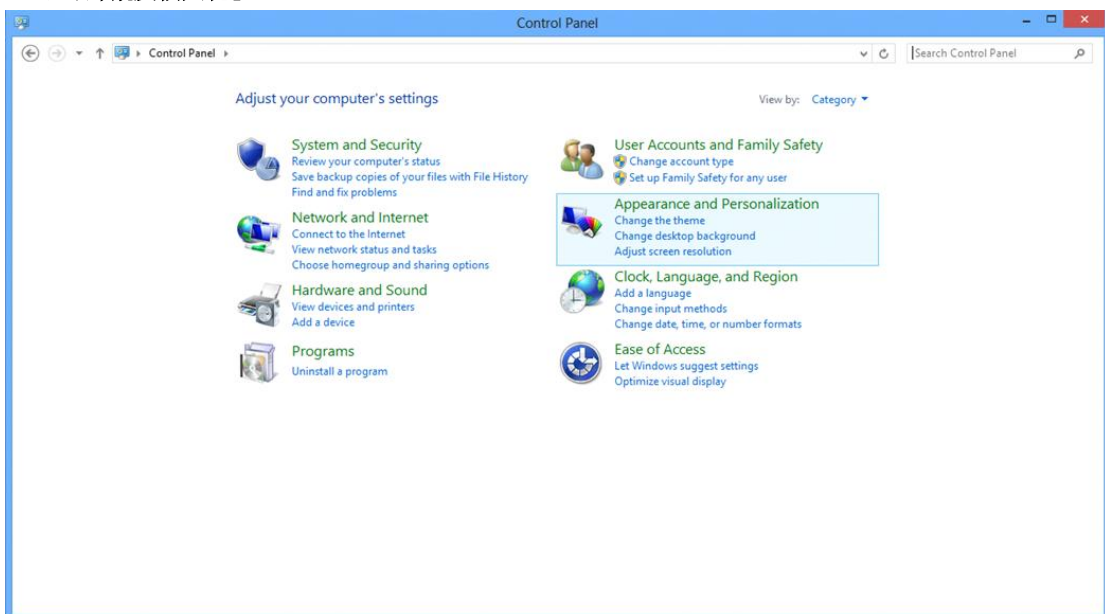 Control Panel
Control Panel
Search Control Panel
Adjust your computer's settings
View by: Category
System and Security
Review your computer's status
Save backup copies of your files with File History
Find and fix problems
Network and Internet
Connect to the Internet
View network status and tasks
Choose homegroup and sharing options
Hardware and Sound
View devices and printers
Add a device
Programs
Uninstall a program
User Accounts and Family Safety
Change account type
Set up Family Safety for any user
Appearance and Personalization
Change the theme
Change desktop background
Adjust screen resolution
Clock, Language, and Region
Add a language
Change input methods
Change date, time, or number formats
Ease of Access
Let Windows suggest settings
Optimize visual display